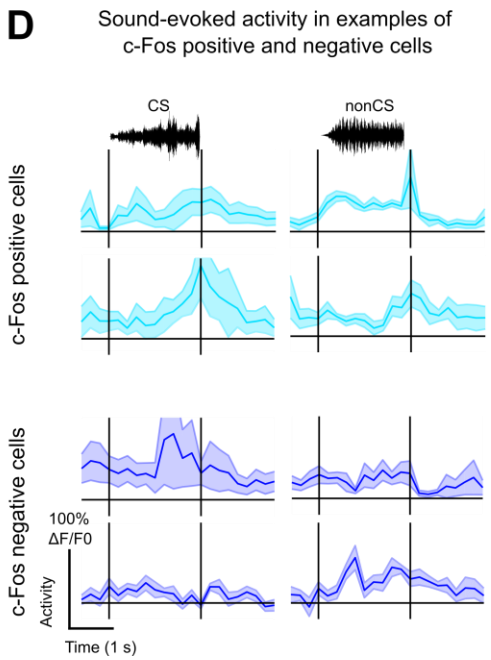 D
Sound-evoked activity in examples of
c-Fos positive and negative cells
CS
nonCS
c-Fos positive cells
c-Fos negative cells
100%
ΔF/F0
Activity
Time (1 s)